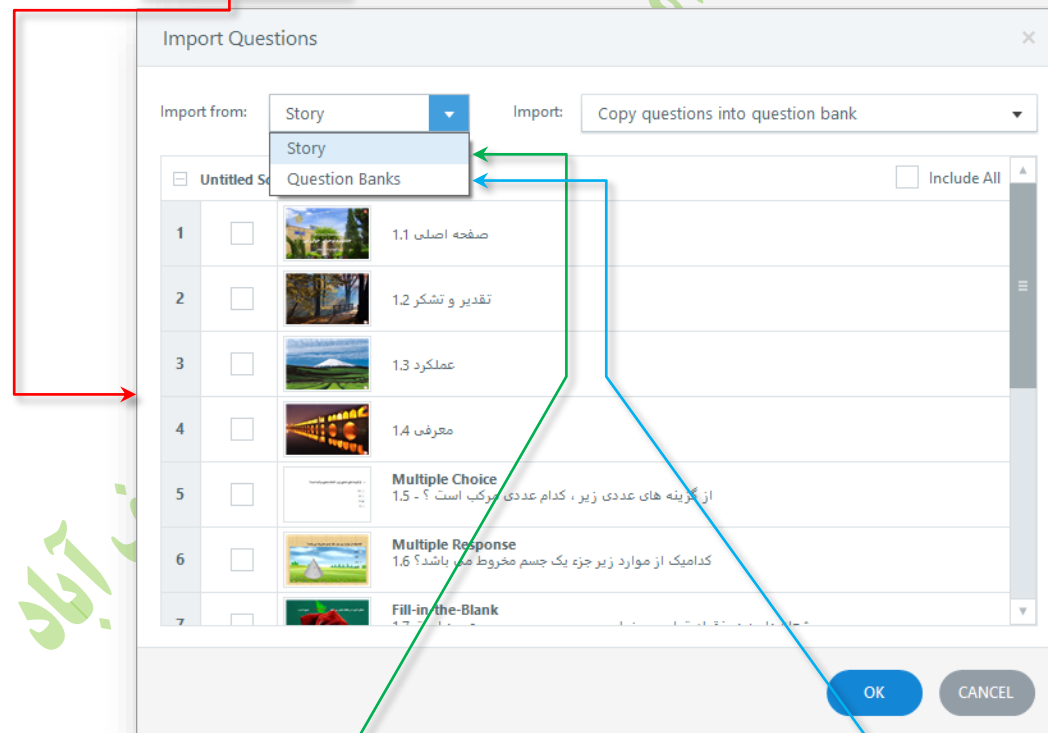 Import Questions
Import from: Story Import: Copy questions into question bank
Story
Question Banks
Untitled Include All
1 1.1 صفحه اصلی
2 1.2 تقدیر و تشکر
3 1.3 عملکرد
4 1.4 معرفی
5 Multiple Choice
1.5 - از گزینه های عددی زیر ، کدام عددی مرکب است ؟
6 Multiple Response
1.6 کدامیک از موارد زیر جزء یک جسم مخروط می باشد؟
7 Fill-in-the-Blank
OK CANCEL
آباد